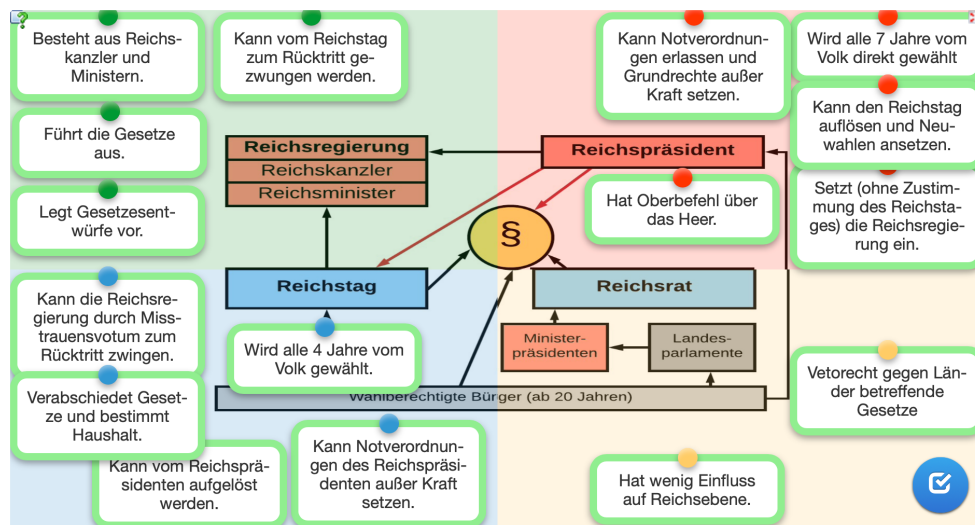 Besteht aus Reichs-
kanzler und
Ministern.
Kann vom Reichstag
zum Rücktritt ge-
zwungen werden.
Kann Notverordnun-
gen erlassen und
Grundrechte außer
Kraft setzen.
Wird alle 7 Jahre vom
Volk direkt gewählt
Führt die Gesetze
aus.
Kann den Reichstag
auflösen und Neu-
wahlen ansetzen.
Reichsregierung
Reichskanzler
Reichsminister
Reichspräsident
Legt Gesetzesent-
würfe vor.
Hat Oberbefehl über
das Heer.
Setzt (ohne Zustim-
mung des Reichstages)
die Reichsregie-
rung ein.
§
Reichstag
Reichsrat
Kann die Reichsre-
gierung durch Miss-
trauensvotum zum
Rücktritt zwingen.
Wird alle 4 Jahre vom
Volk gewählt.
Minister-
präsidenten
Landes-
parlamente
Vetorecht gegen Län-
der betreffende
Gesetze
Verabschiedet Geset-
ze und bestimmt
Haushalt.
Wahlberechtigte Bürger (ab 20 Jahren)
Kann vom Reichsprä-
sidenten aufgelöst
werden.
Kann Notverordnun-
gen des Reichspräsi-
denten außer Kraft
setzen.
Hat wenig Einfluss
auf Reichsebene.